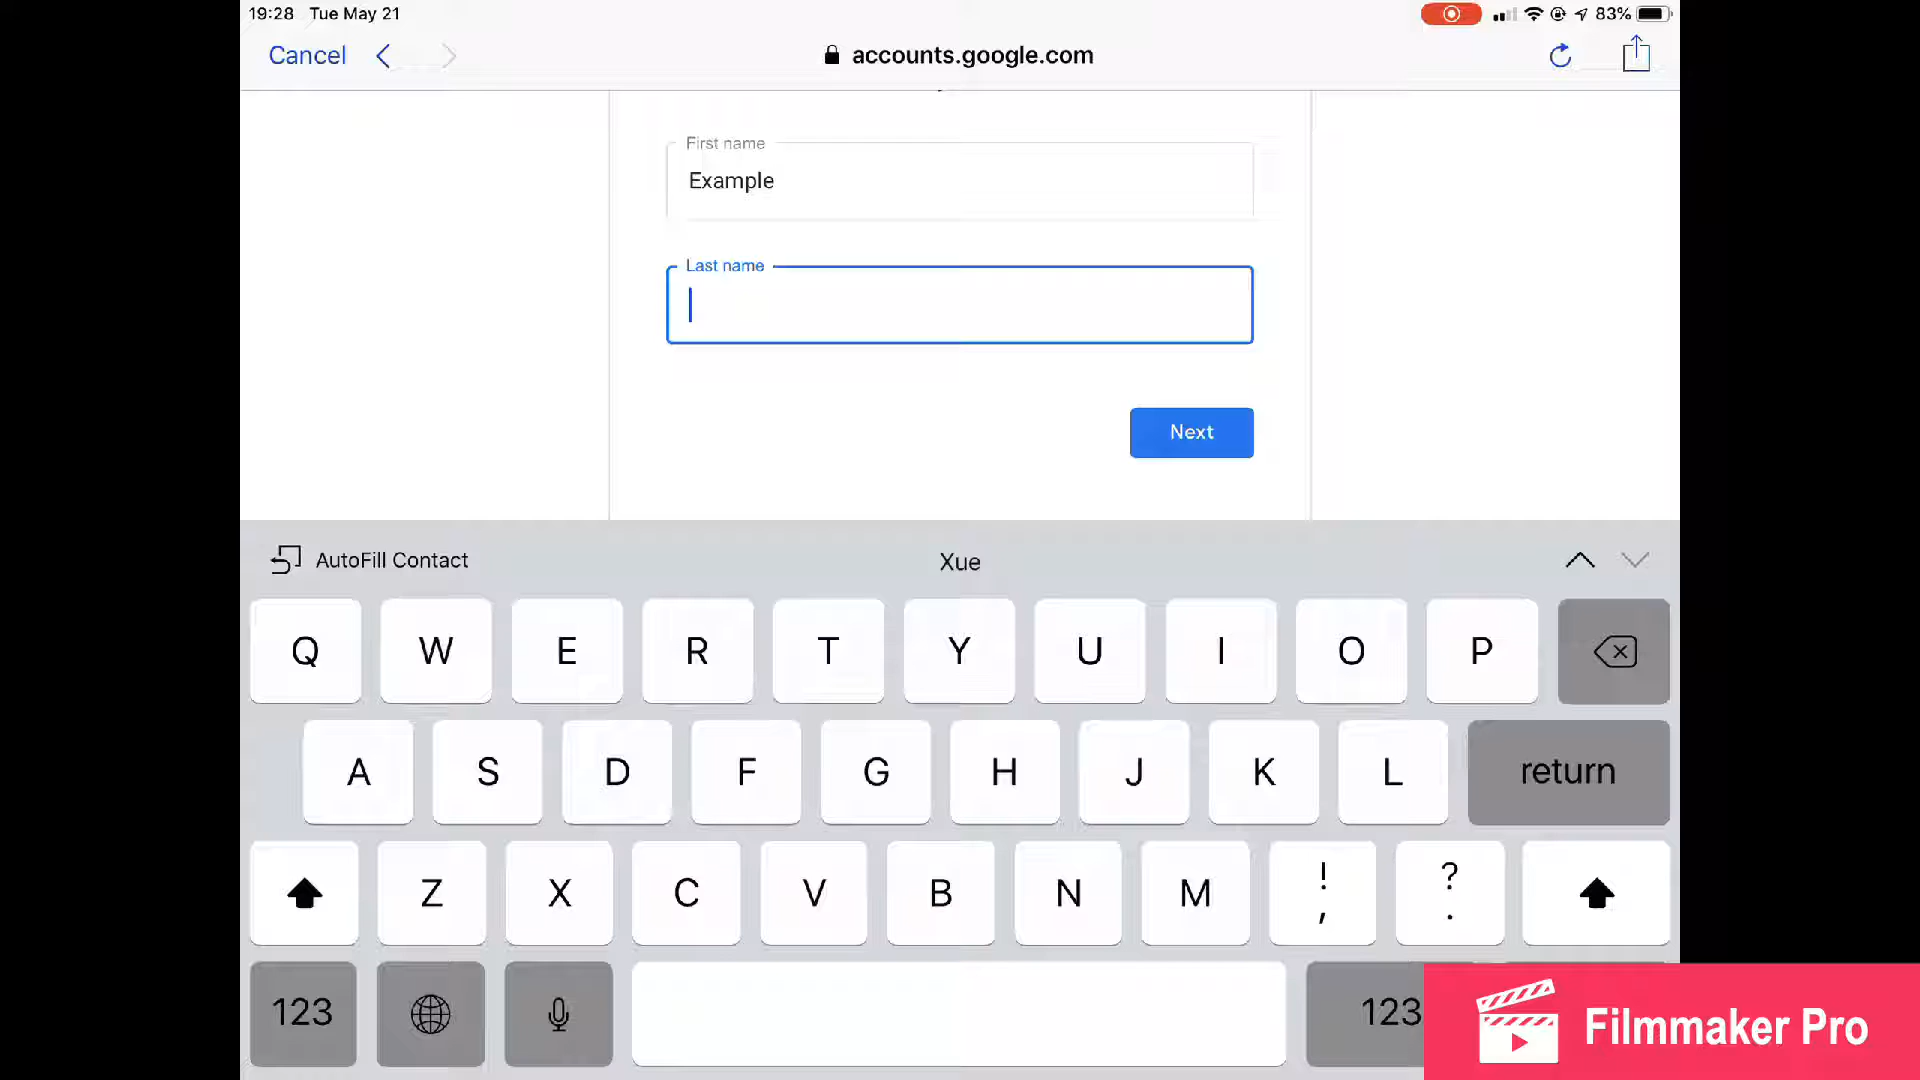 19:28 Tue May 21
83%
Cancel
accounts.google.com
First name
Example
Last name
Next
AutoFill Contact
Xue
Q W E R T Y U I O P
A S D F G H J K L return
Z X C V B N M ! , ? .
123 123
Filmmaker Pro